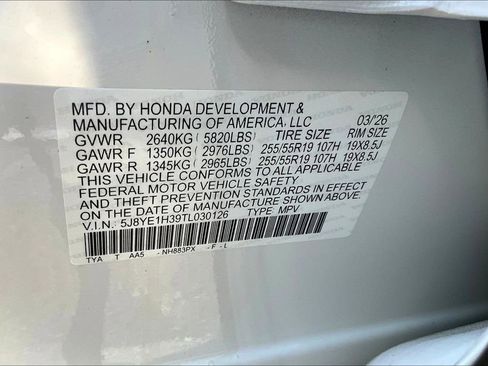 MFD. BY HONDA DEVELOPMENT &
MANUFACTURING OF AMERICA, LLC 03/26
GVWR 2640KG (5820LBS) TIRE SIZE RIM SIZE
GAWR F 1350KG (2976LBS) 255/55R19 107H 19X8.5J
GAWR R 1345KG (2965LBS) 255/55R19 107H 19X8.5J
THIS VEHICLE CONFORMS TO ALL APPLICABLE
FEDERAL MOTOR VEHICLE SAFETY
AND THEFT PREVENTION STANDARDS IN EFFECT
ON THE DATE OF MANUFACTURE SHOWN ABOVE.
V.I.N.: 5J8YE1H39TL030126 TYPE MPV
TYA T AA5 - NH883PX - F - L